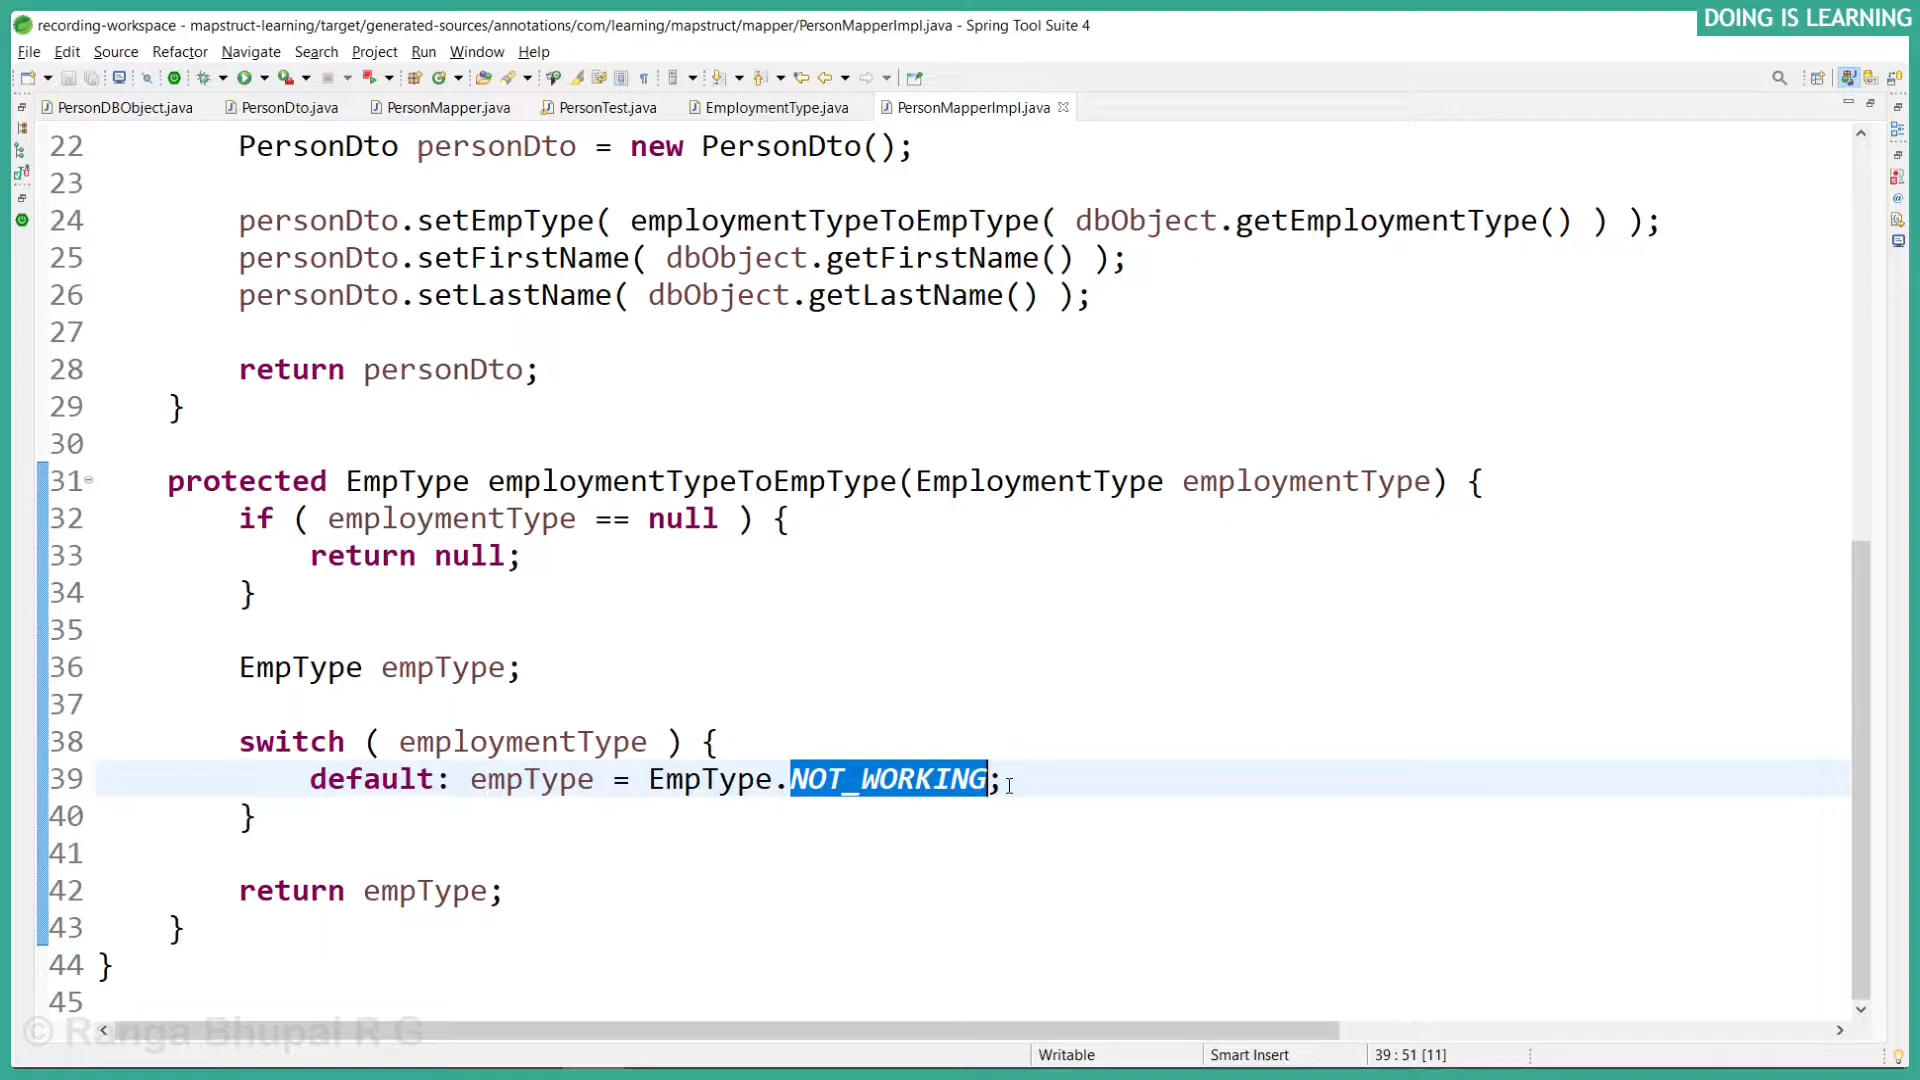 DOING IS LEARNING
recording-workspace - mapstruct-learning/target/generated-sources/annotations/com/learning/mapstruct/mapper/PersonMapperImpl.java - Spring Tool Suite 4
File Edit Source Refactor Navigate Search Project Run Window Help
PersonDBObject.java PersonDto.java PersonMapper.java PersonTest.java EmploymentType.java PersonMapperImpl.java
22 PersonDto personDto = new PersonDto();
23
24 personDto.setEmpType( employmentTypeToEmpType( dbObject.getEmploymentType() ) );
25 personDto.setFirstName( dbObject.getFirstName() );
26 personDto.setLastName( dbObject.getLastName() );
27
28 return personDto;
29 }
30
31 protected EmpType employmentTypeToEmpType(EmploymentType employmentType) {
32 if ( employmentType == null ) {
33 return null;
34 }
35
36 EmpType empType;
37
38 switch ( employmentType ) {
39 default: empType = EmpType.NOT_WORKING;
40 }
41
42 return empType;
43 }
44 }
45
© Ranga Bhupal R G
Writable Smart Insert 39 : 51 [11]